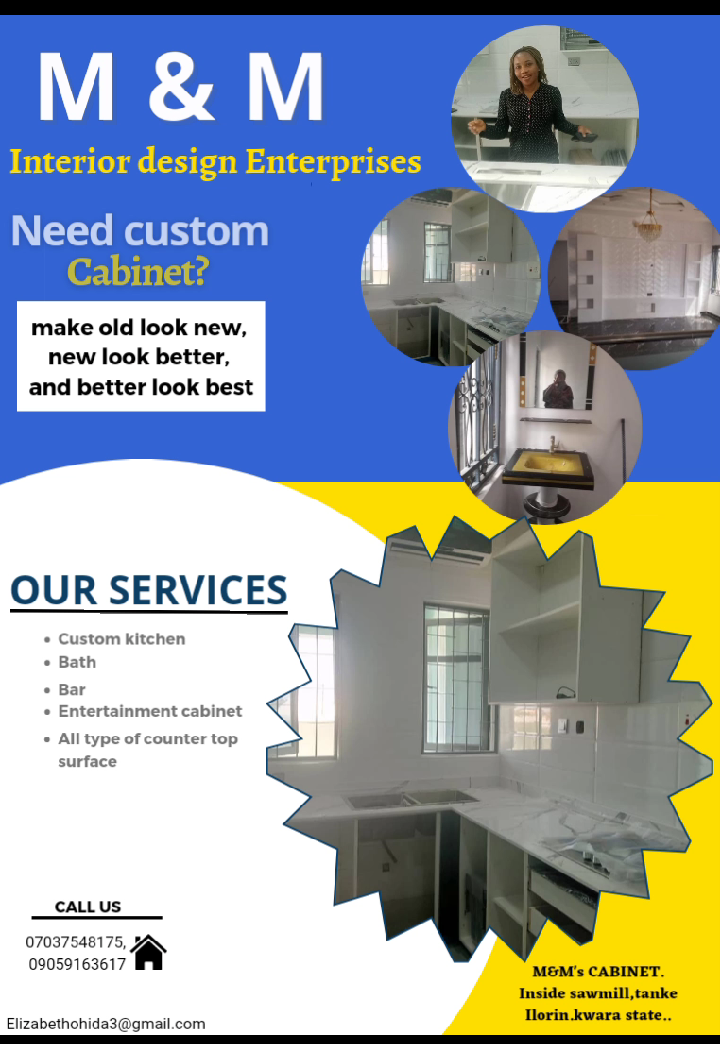 M & M
Interior design Enterprises
Need custom
Cabinet?
make old look new,
new look better,
and better look best
OUR SERVICES
• Custom kitchen
• Bath
• Bar
• Entertainment cabinet
• All type of counter top
surface
CALL US
07037548175,
09059163617
Elizabethohida3@gmail.com
M&M's CABINET.
Inside sawmill,tanke
Ilorin.kwara state..